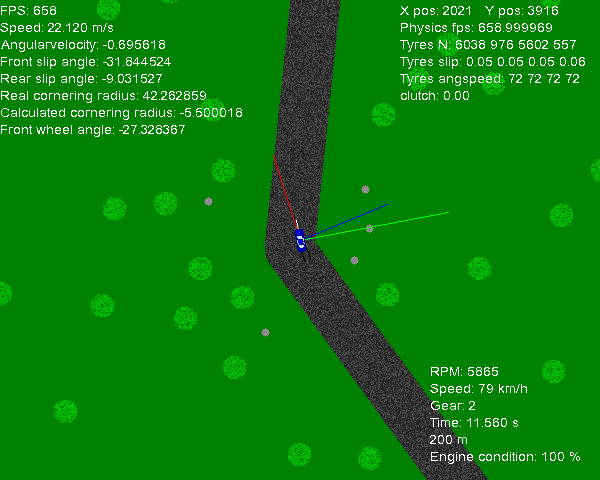 FPS: 658
Speed: 22.120 m/s
Angularvelocity: -0.695618
Front slip angle: -31.844524
Rear slip angle: -9.031527
Real cornering radius: 42.262859
Calculated cornering radius: -5.500018
Front wheel angle: -27.328367
X pos: 2021 Y pos: 3916
Physics fps: 658.999969
Tyres N: 6038 976 5602 557
Tyres slip: 0.05 0.05 0.05 0.06
Tyres angspeed: 72 72 72 72
clutch: 0.00
RPM: 5865
Speed: 79 km/h
Gear: 2
Time: 11.560 s
200 m
Engine condition: 100 %